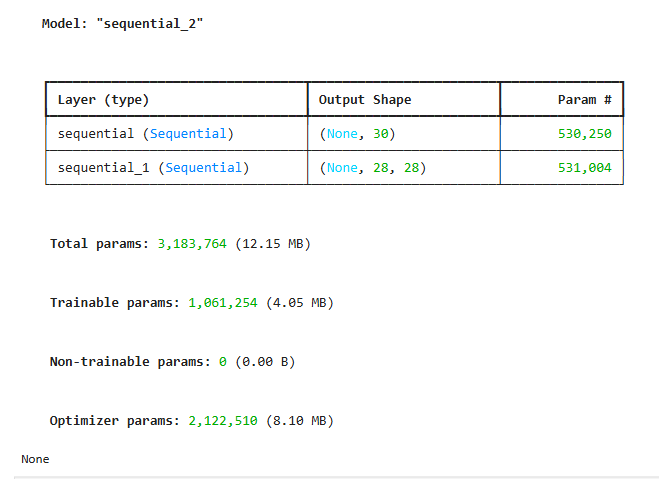 Model: "sequential_2"
Layer (type) Output Shape Param #
sequential (Sequential) (None, 30) 530,250
sequential_1 (Sequential) (None, 28, 28) 531,004
Total params: 3,183,764 (12.15 MB)
Trainable params: 1,061,254 (4.05 MB)
Non-trainable params: 0 (0.00 B)
Optimizer params: 2,122,510 (8.10 MB)
None